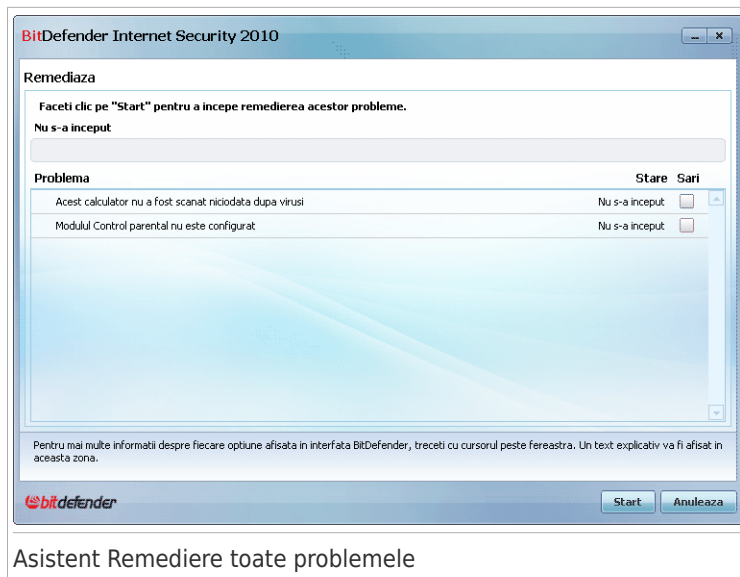 BitDefender Internet Security 2010
Remediaza
Faceti clic pe "Start" pentru a incepe remedierea acestor probleme.
Nu s-a inceput
Problema Stare Sari
Acest calculator nu a fost scanat niciodata dupa virusi Nu s-a inceput
Modulul Control parental nu este configurat Nu s-a inceput
Pentru mai multe informatii despre fiecare optiune afisata in interfata BitDefender, treceti cu cursorul peste fereastra. Un text explicativ va fi afisat in
aceasta zona.
bitdefender Start Anuleaza
Asistent Remediere toate problemele